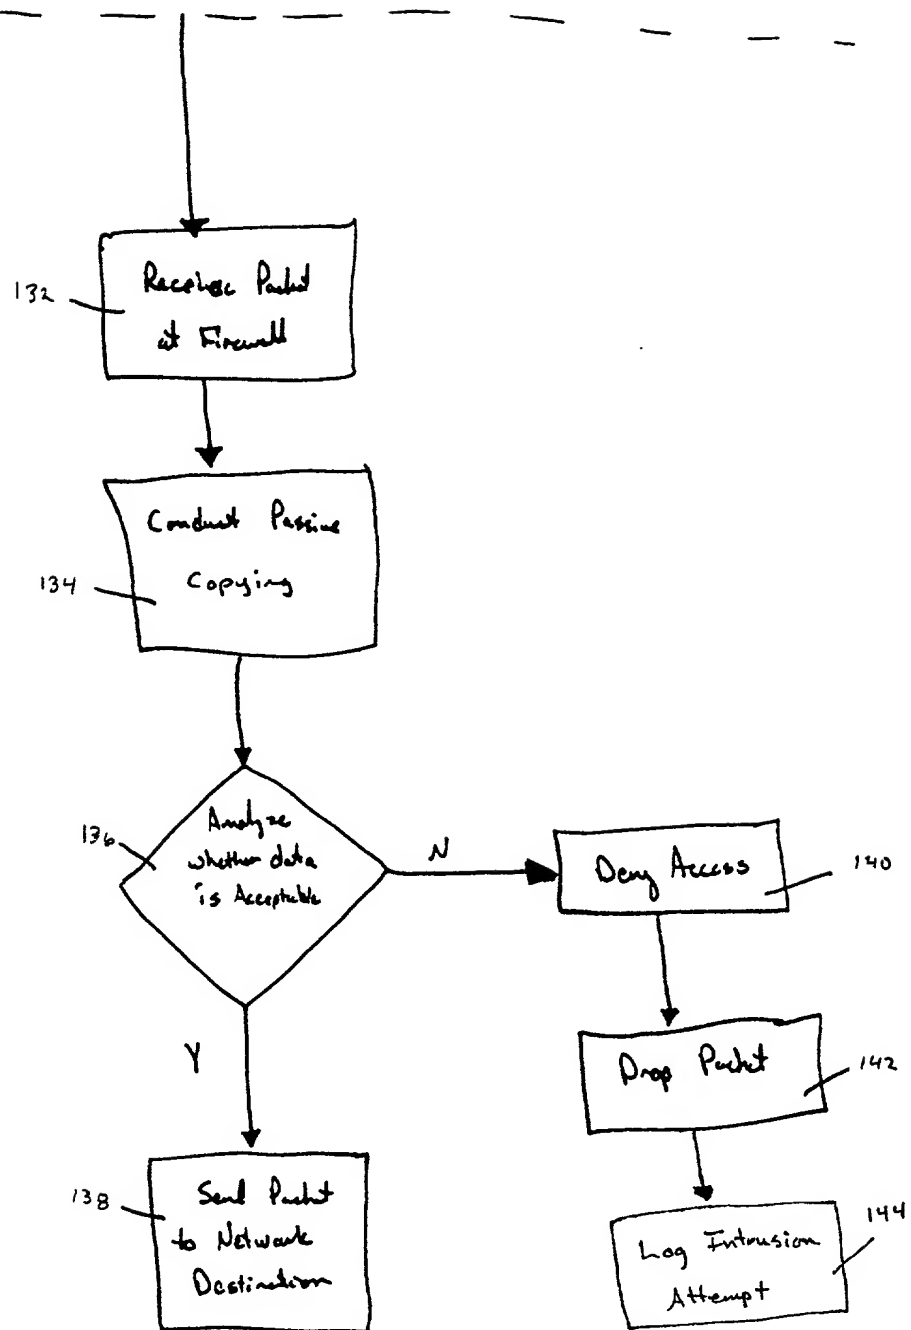 132
Receive Packet
at Firewall
Conduct Passive
Copying
134
136
Analyze
whether data
is Acceptable
N
Deny Access
140
Y
Drop Packet
142
138
Send Packet
to Network
Destination
144
Log Intrusion
Attempt